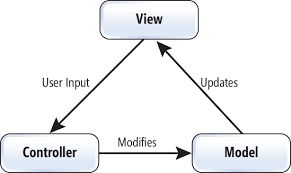 View
User Input
Updates
Controller
Modifies
Model